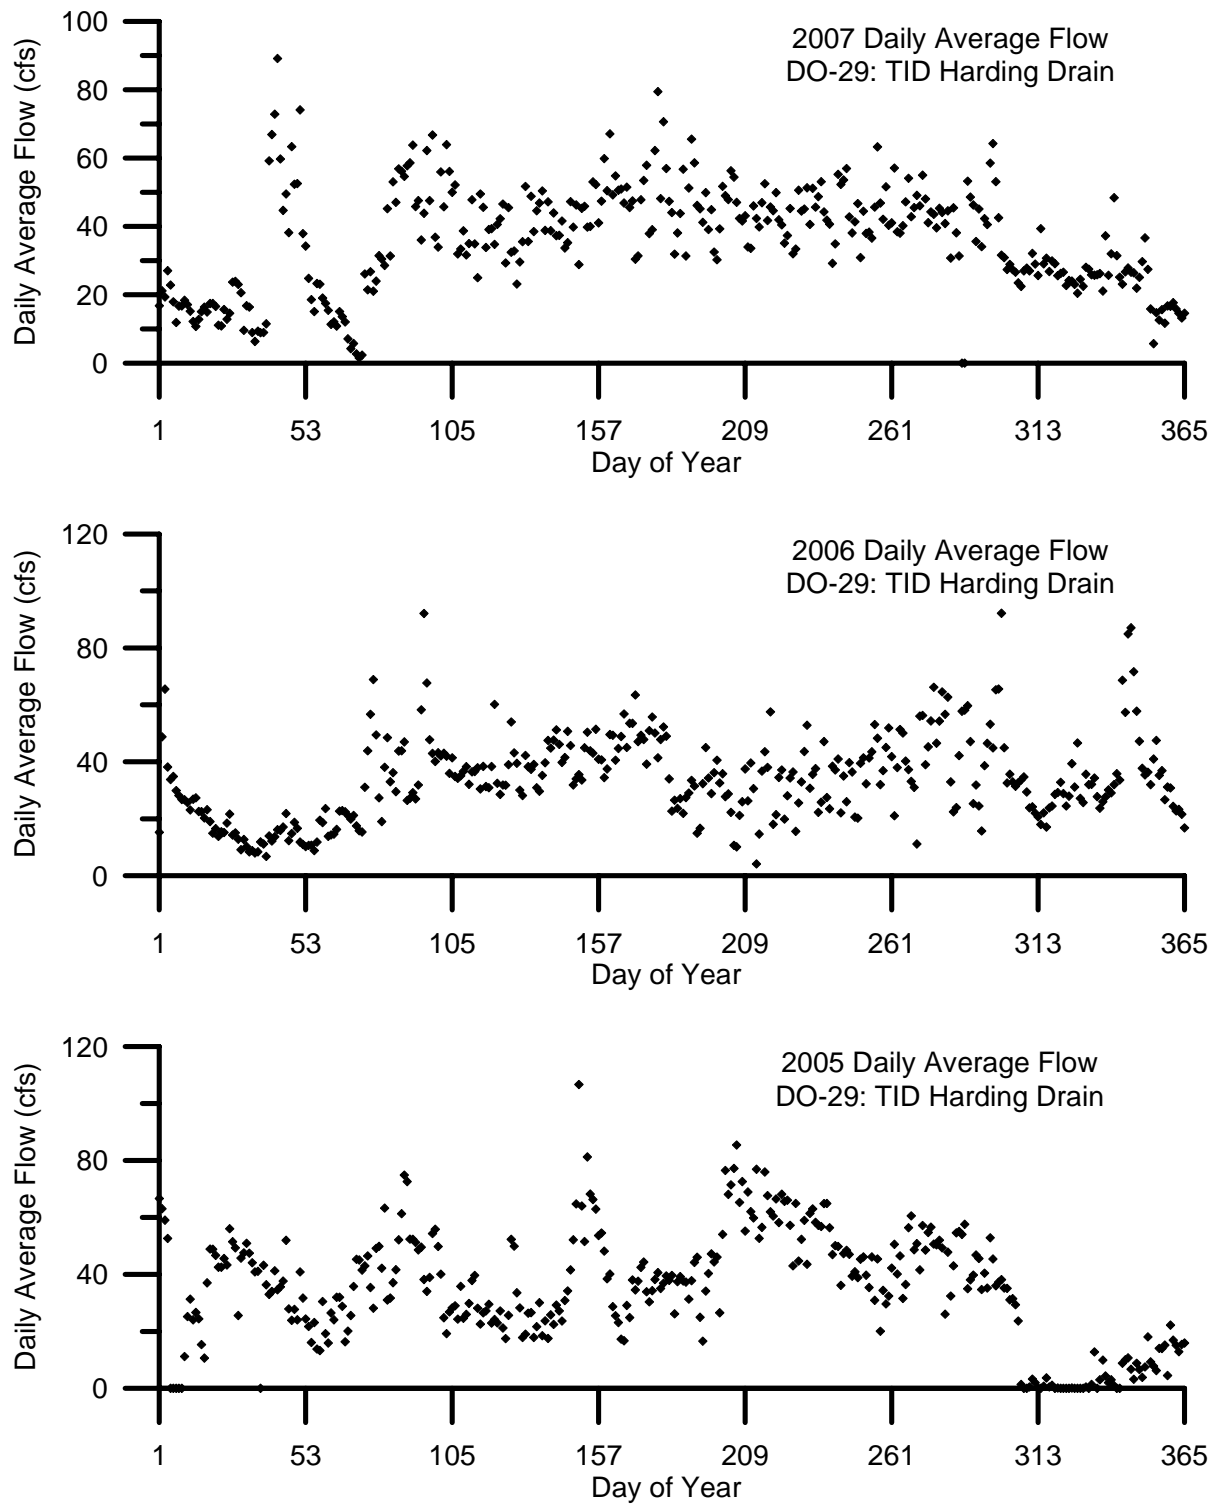 2007 Daily Average Flow
DO-29: TID Harding Drain
Daily Average Flow (cfs)
100
80
60
40
20
0
1 53 105 157 209 261 313 365
Day of Year
2006 Daily Average Flow
DO-29: TID Harding Drain
Daily Average Flow (cfs)
120
80
40
0
1 53 105 157 209 261 313 365
Day of Year
2005 Daily Average Flow
DO-29: TID Harding Drain
Daily Average Flow (cfs)
120
80
40
0
1 53 105 157 209 261 313 365
Day of Year